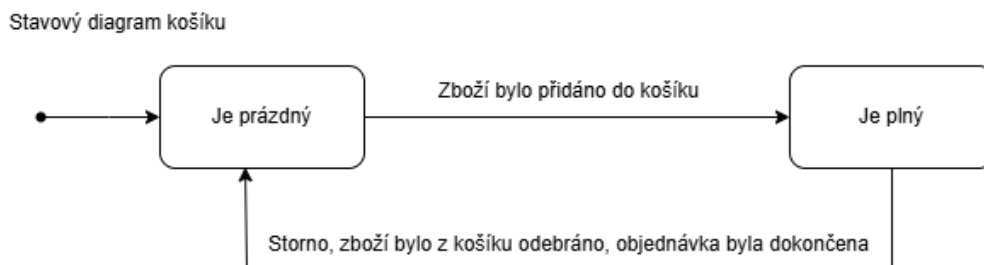 Stavový diagram košíku
Zboží bylo přidáno do košíku
Je prázdný
Je plný
Storno, zboží bylo z košíku odebráno, objednávka byla dokončena